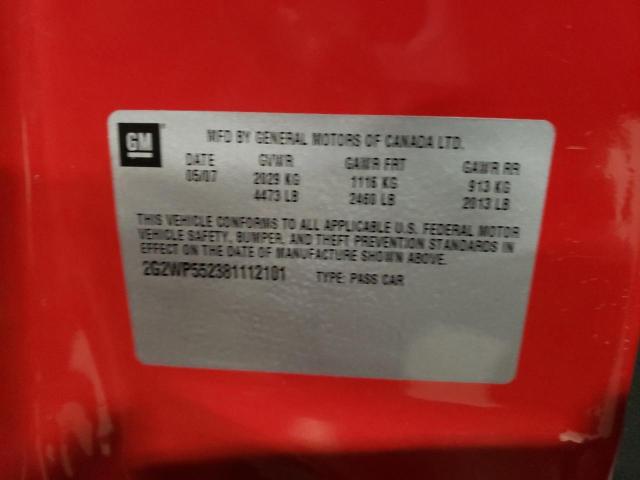 GM MFD BY GENERAL MOTORS OF CANADA LTD.
DATE GVWR GAWR FRT GAWR RR
05/07 2029 KG 1116 KG 913 KG
4473 LB 2460 LB 2013 LB
THIS VEHICLE CONFORMS TO ALL APPLICABLE U.S. FEDERAL MOTOR
VEHICLE SAFETY, BUMPER, AND THEFT PREVENTION STANDARDS IN
EFFECT ON THE DATE OF MANUFACTURE SHOWN ABOVE.
2G2WP552381112101 TYPE: PASS CAR